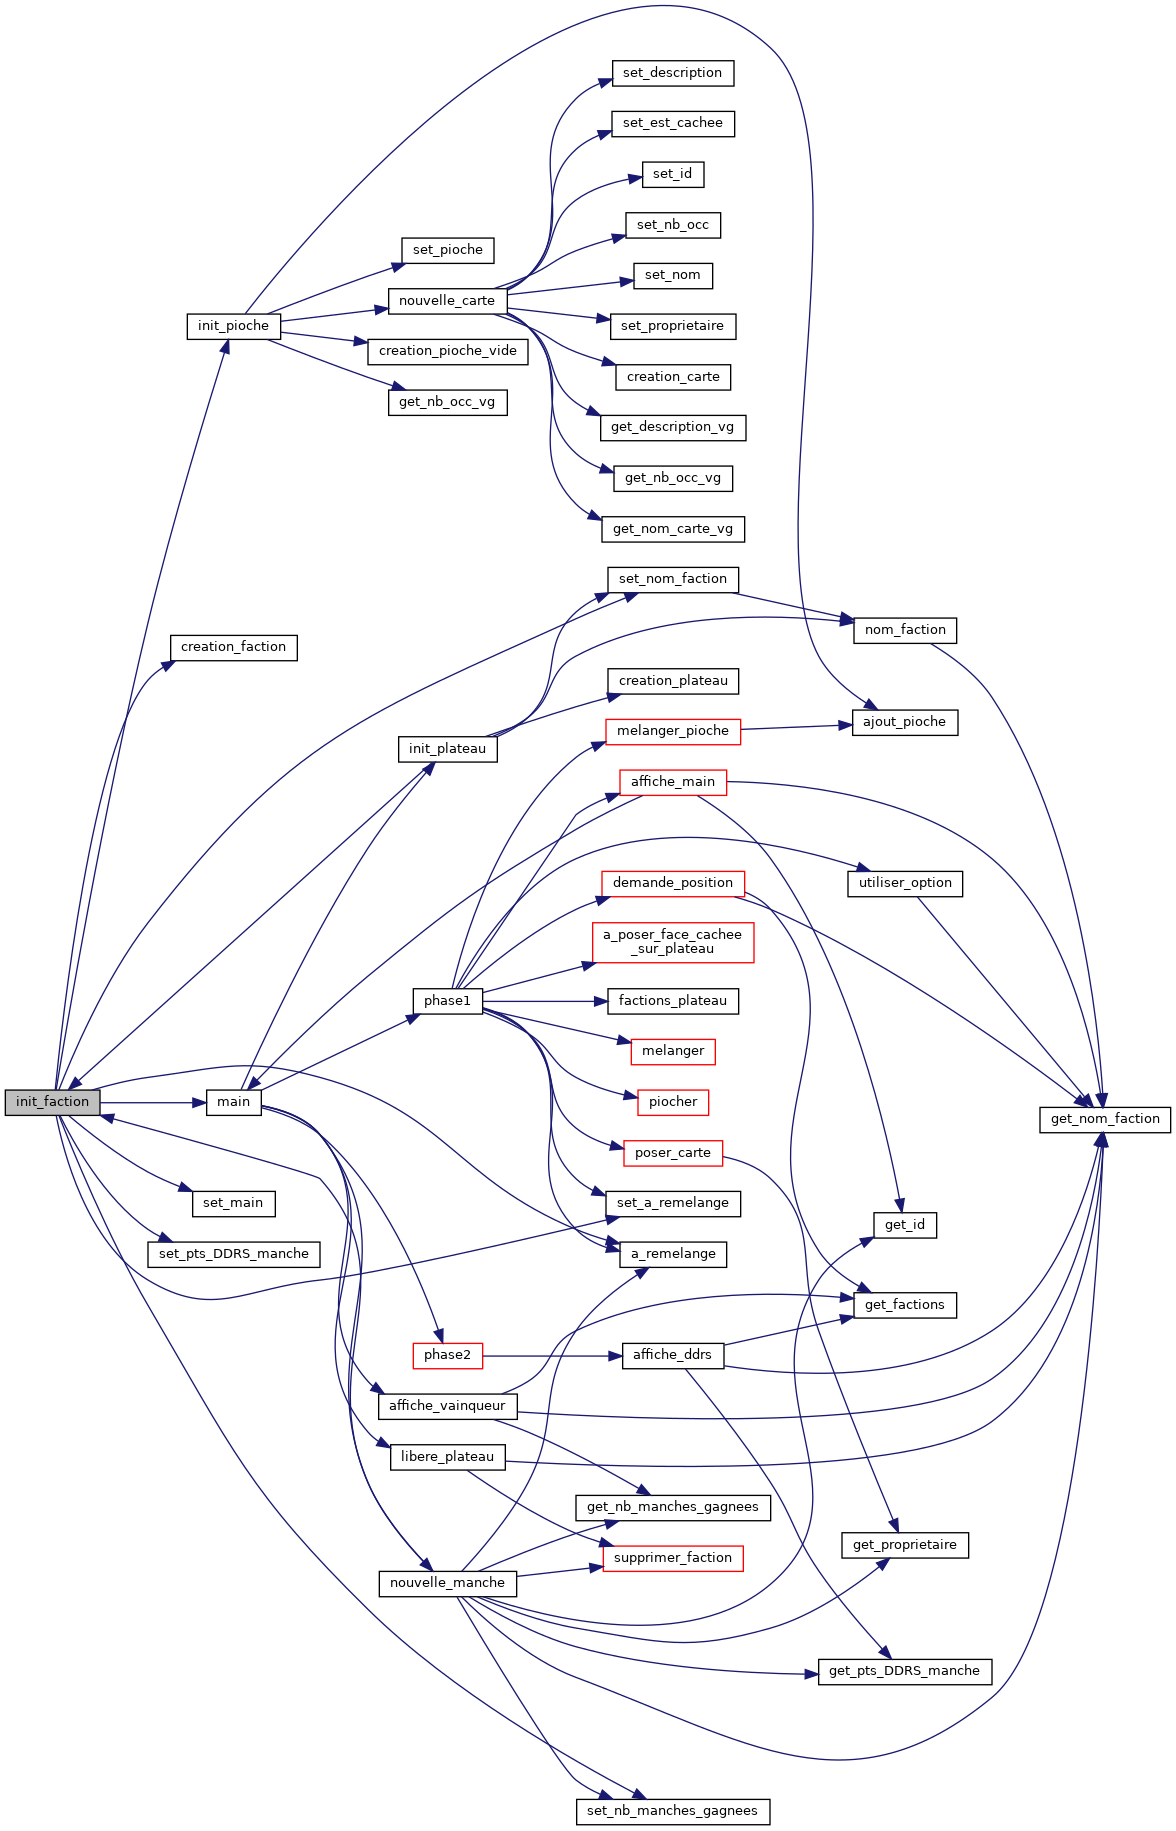 set_description
set_est_cachee
set_id
set_nb_occ
set_pioche
set_nom
nouvelle_carte
init_pioche
set_proprietaire
creation_pioche_vide
creation_carte
get_nb_occ_vg
get_description_vg
get_nb_occ_vg
get_nom_carte_vg
set_nom_faction
nom_faction
creation_faction
creation_plateau
ajout_pioche
melanger_pioche
init_plateau
affiche_main
demande_position
utiliser_option
a_poser_face_cachee
_sur_plateau
phase1
factions_plateau
melanger
init_faction
main
piocher
get_nom_faction
poser_carte
set_main
set_a_remelange
get_id
set_pts_DDRS_manche
a_remelange
get_factions
phase2
affiche_ddrs
affiche_vainqueur
libere_plateau
get_nb_manches_gagnees
get_proprietaire
supprimer_faction
nouvelle_manche
get_pts_DDRS_manche
set_nb_manches_gagnees